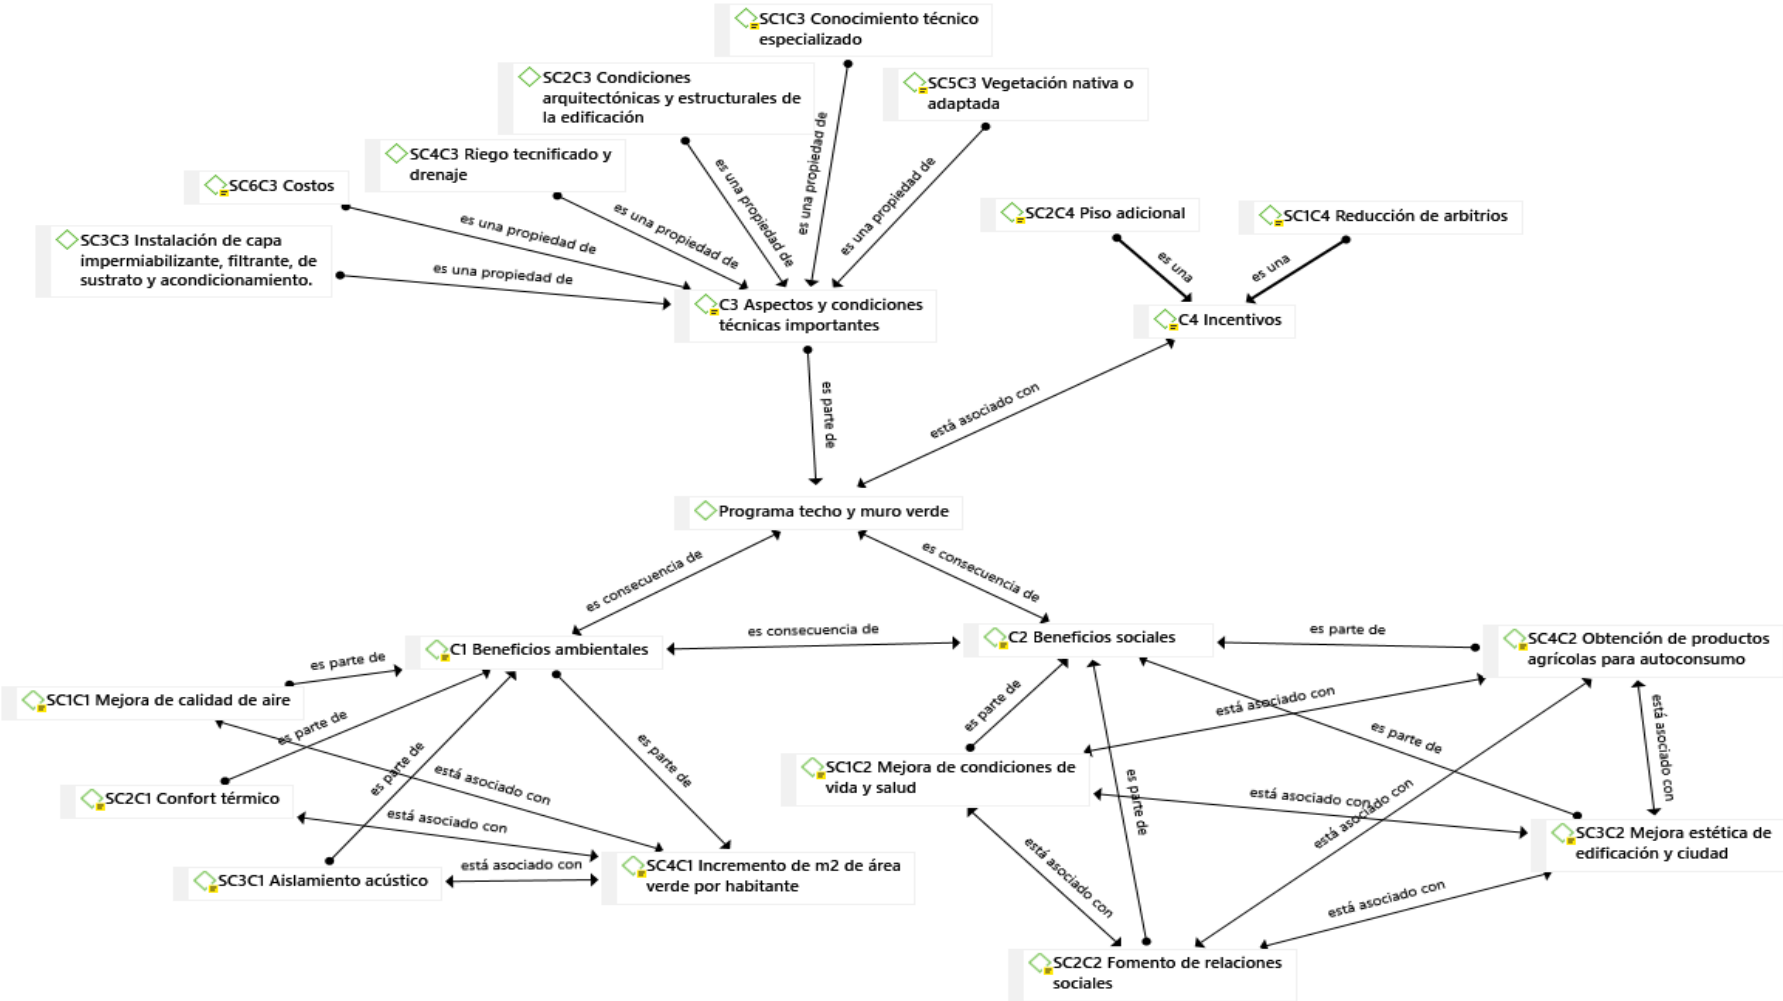 SC1C3 Conocimiento técnico
especializado
SC2C3 Condiciones
arquitectónicas y estructurales de
la edificación
SC5C3 Vegetación nativa o
adaptada
SC4C3 Riego tecnificado y
drenaje
SC6C3 Costos
SC3C3 Instalación de capa
impermiabilizante, filtrante, de
sustrato y acondicionamiento.
es una propiedad de
es una propiedad de
es una propiedad de
es una propiedad de
es una propiedad de
es una propiedad de
SC2C4 Piso adicional
SC1C4 Reducción de arbitrios
es una
es una
C3 Aspectos y condiciones
técnicas importantes
C4 Incentivos
es parte de
está asociado con
Programa techo y muro verde
es consecuencia de
es consecuencia de
C1 Beneficios ambientales
es consecuencia de
C2 Beneficios sociales
es parte de
SC4C2 Obtención de productos
agrícolas para autoconsumo
es parte de
SC1C1 Mejora de calidad de aire
es parte de
es parte de
es parte de
está asociado con
SC2C1 Confort térmico
está asociado con
SC3C1 Aislamiento acústico
está asociado con
SC4C1 Incremento de m2 de área
verde por habitante
es parte de
está asociado con
es parte de
está asociado con
SC1C2 Mejora de condiciones de
vida y salud
es parte de
está asociado con
está asociado con
SC3C2 Mejora estética de
edificación y ciudad
está asociado con
está asociado con
SC2C2 Fomento de relaciones
sociales